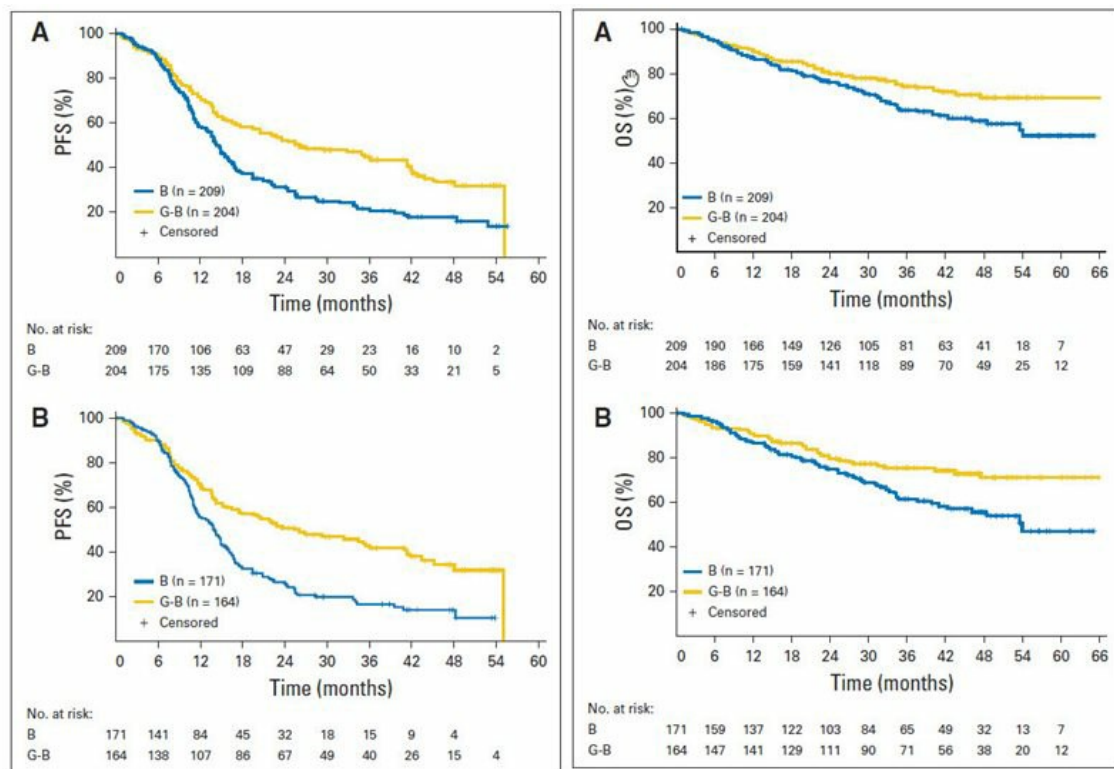 A
100
80
60
40
20
PFS (%)
B (n = 209)
G-B (n = 204)
+ Censored
0 6 12 18 24 30 36 42 48 54 60
Time (months)
No. at risk:
B 209 170 106 63 47 29 23 16 10 2
G-B 204 175 135 109 88 64 50 33 21 5
B
100
80
60
40
20
PFS (%)
B (n = 171)
G-B (n = 164)
+ Censored
0 6 12 18 24 30 36 42 48 54 60
Time (months)
No. at risk:
B 171 141 84 45 32 18 15 9 4
G-B 164 138 107 86 67 49 40 26 15 4
A
100
80
60
40
20
OS (%)
B (n = 209)
G-B (n = 204)
+ Censored
0 6 12 18 24 30 36 42 48 54 60 66
Time (months)
No. at risk:
B 209 190 166 149 126 105 81 63 41 18 7
G-B 204 186 175 159 141 118 89 70 49 25 12
B
100
80
60
40
20
OS (%)
B (n = 171)
G-B (n = 164)
+ Censored
0 6 12 18 24 30 36 42 48 54 60 66
Time (months)
No. at risk:
B 171 159 137 122 103 84 65 49 32 13 7
G-B 164 147 141 129 111 90 71 56 38 20 12